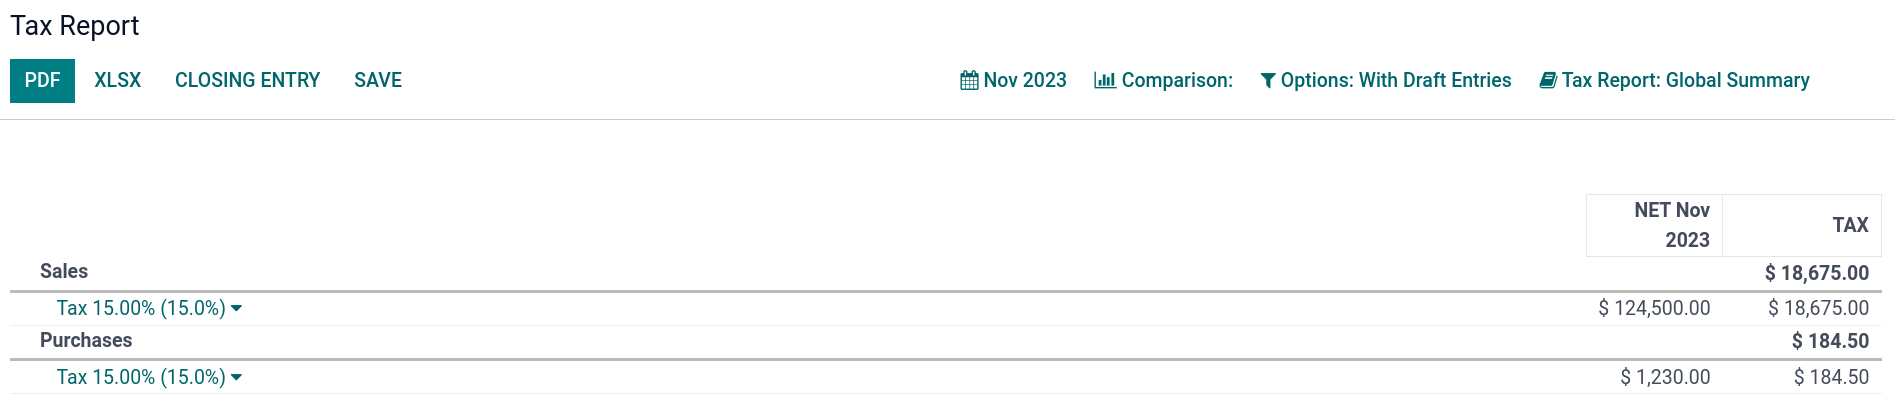 Tax Report
PDF XLSX CLOSING ENTRY SAVE Nov 2023 Comparison: Options: With Draft Entries Tax Report: Global Summary
NET Nov 2023 TAX
Sales $ 18,675.00
Tax 15.00% (15.0%) $ 124,500.00 $ 18,675.00
Purchases $ 184.50
Tax 15.00% (15.0%) $ 1,230.00 $ 184.50